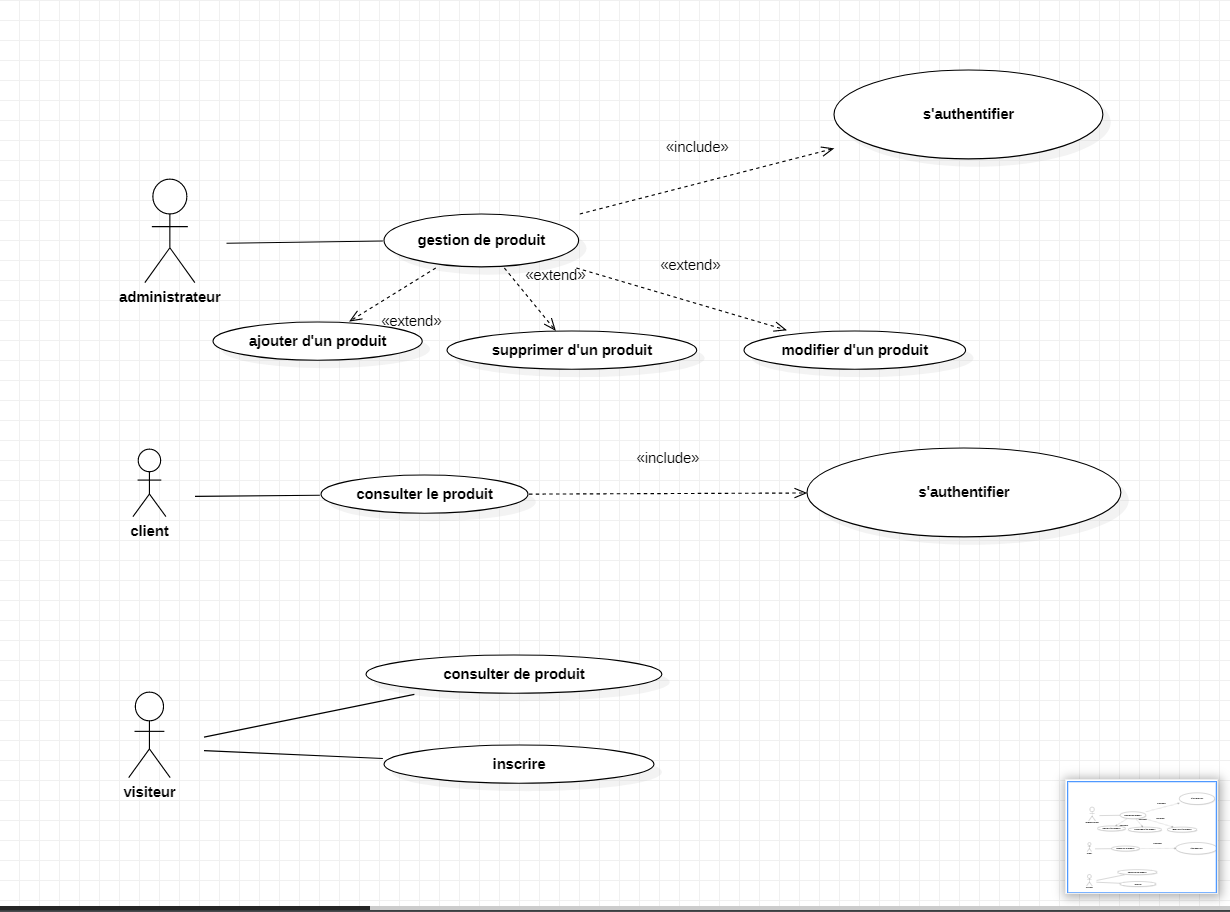 s'authentifier
«include»
administrateur
gestion de produit
«extend»
«extend»
«extend»
ajouter d'un produit
supprimer d'un produit
modifier d'un produit
client
consulter le produit
«include»
s'authentifier
visiteur
consulter de produit
inscrire